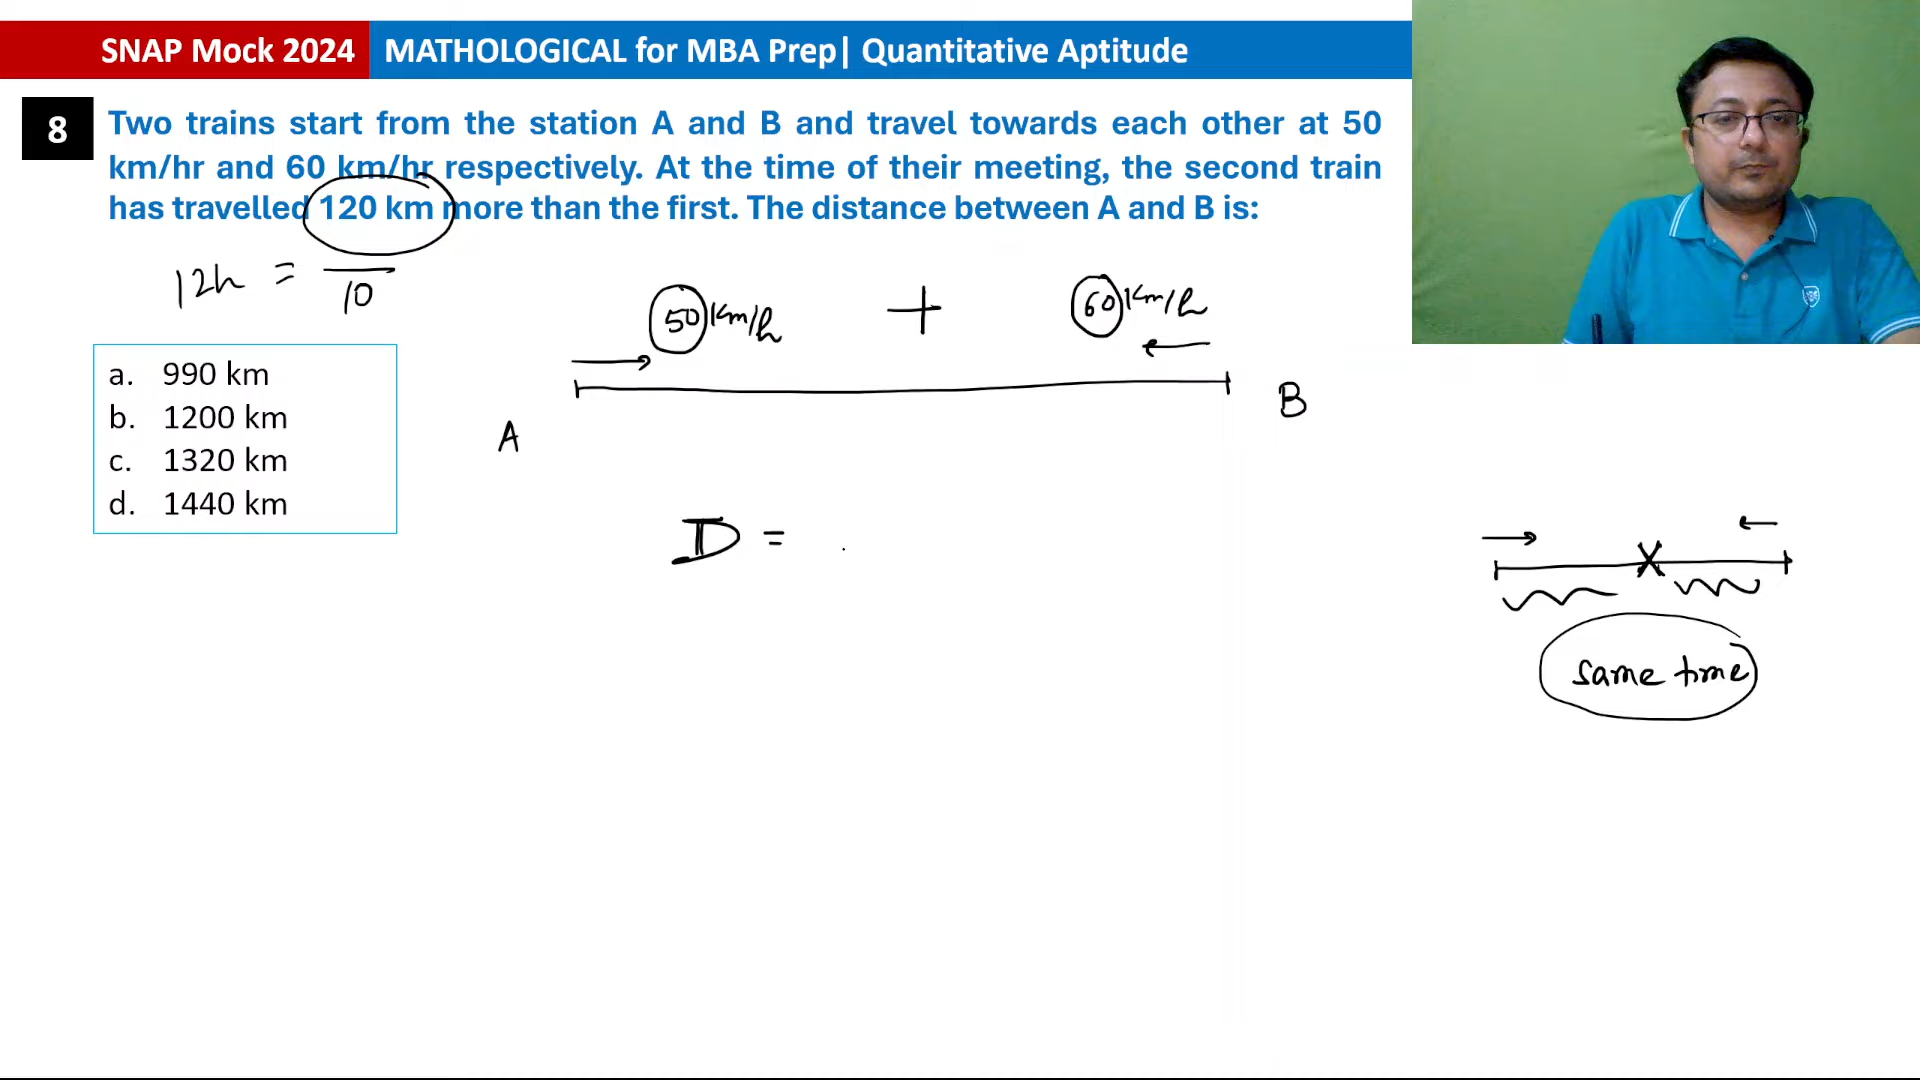 SNAP Mock 2024 MATHOLOGICAL for MBA Prep| Quantitative Aptitude
8 Two trains start from the station A and B and travel towards each other at 50
km/hr and 60 km/hr respectively. At the time of their meeting, the second train
has travelled 120 km more than the first. The distance between A and B is:
12h = 
10
50 km/h + 60 km/h
a. 990 km
b. 1200 km
c. 1320 km
d. 1440 km
A B
D =
same time